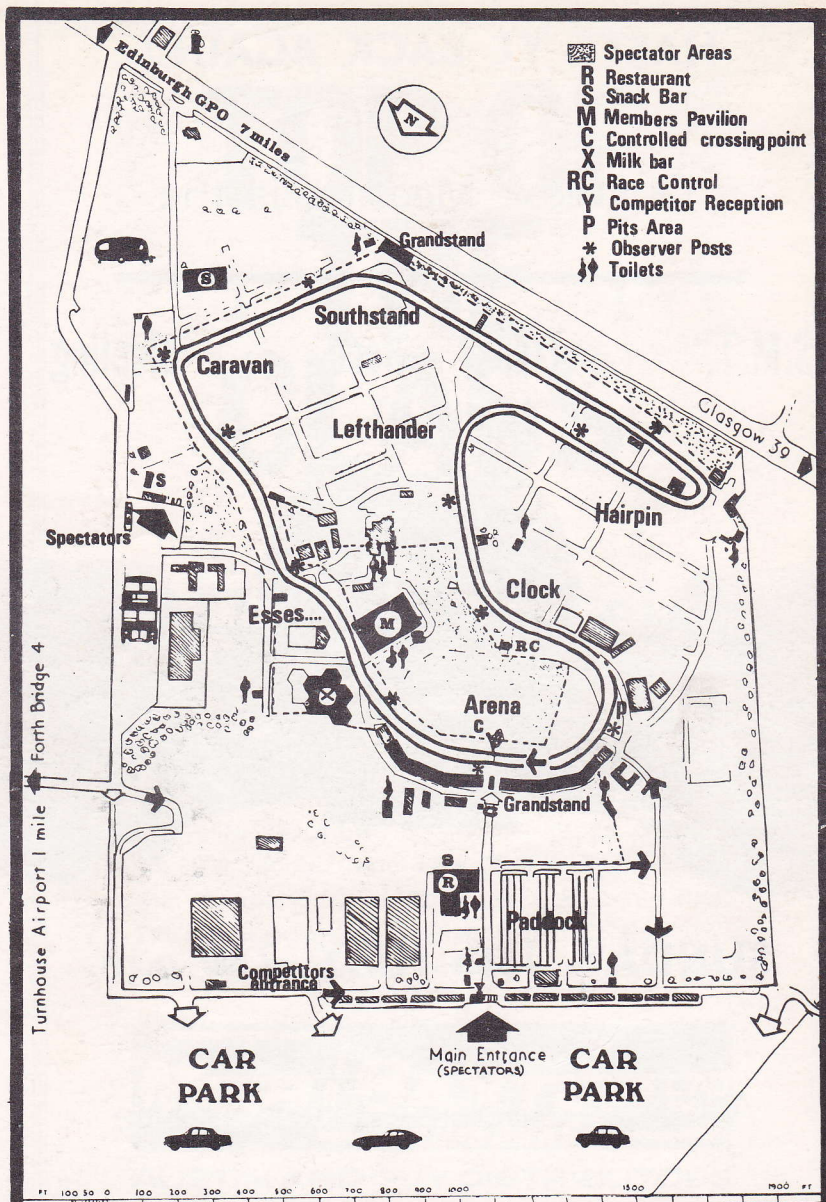 Edinburgh GPO 7 miles
N
Spectator Areas
R Restaurant
S Snack Bar
M Members Pavilion
C Controlled crossing point
X Milk bar
RC Race Control
Y Competitor Reception
P Pits Area
* Observer Posts
Toilets
Grandstand
S
Southstand
Caravan
Lefthander
Glasgow 39
S
Hairpin
Spectators
Clock
Esses....
M
RC
X
Arena
C
P
Turnhouse Airport 1 mile Forth Bridge 4
Grandstand
S
R
Paddock
Competitors
entrance
Y
CAR
PARK
Main Entrance
(SPECTATORS)
CAR
PARK
FT 100 50 0 100 200 300 400 500 600 700 800 900 1000 1500 1900 FT